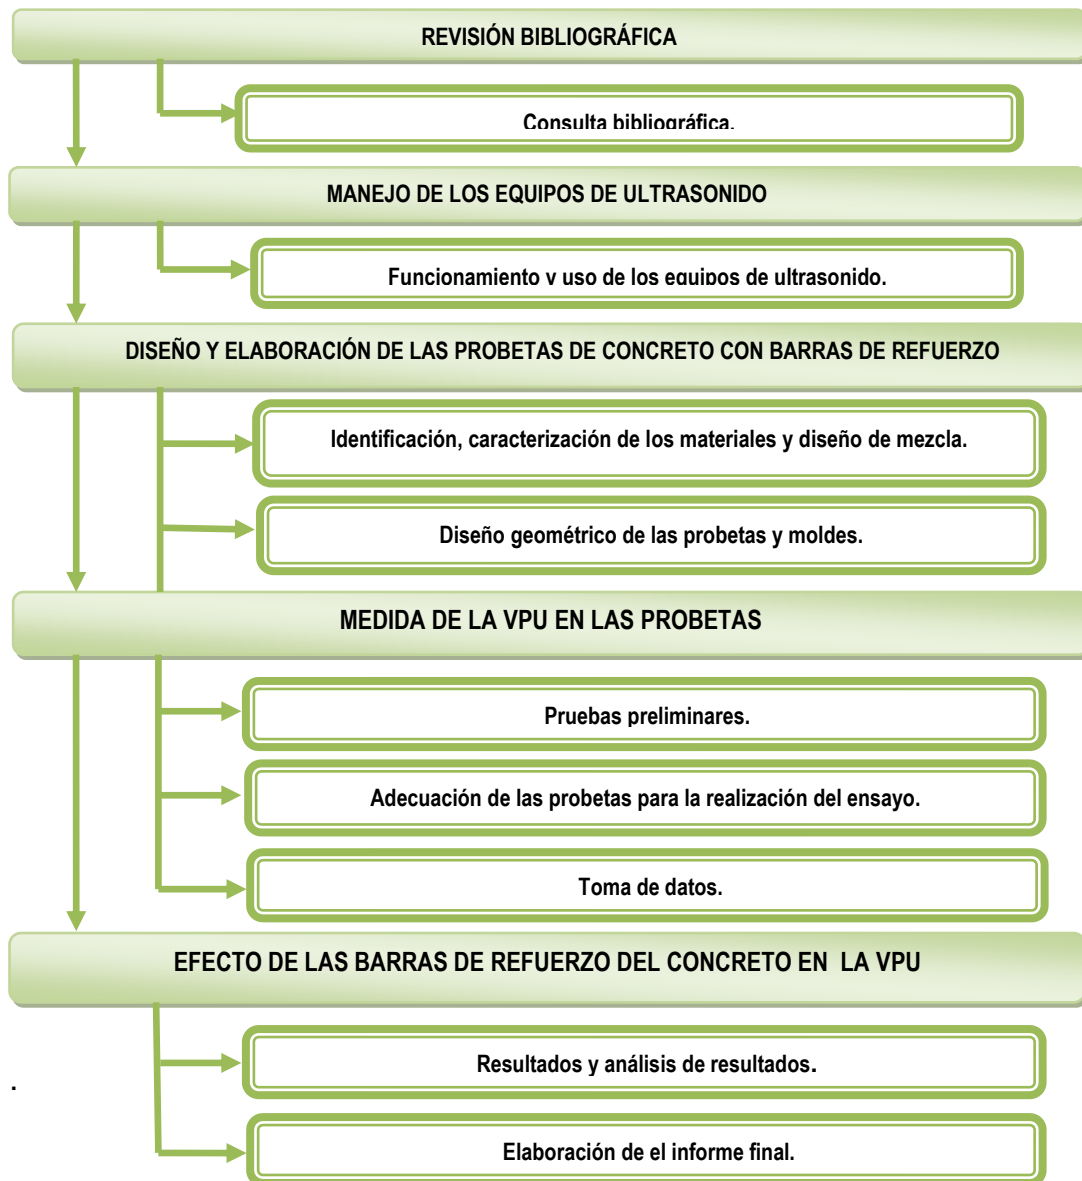 REVISIÓN BIBLIOGRÁFICA
Consulta bibliográfica.
MANEJO DE LOS EQUIPOS DE ULTRASONIDO
Funcionamiento y uso de los equipos de ultrasonido.
DISEÑO Y ELABORACIÓN DE LAS PROBETAS DE CONCRETO CON BARRAS DE REFUERZO
Identificación, caracterización de los materiales y diseño de mezcla.
Diseño geométrico de las probetas y moldes.
MEDIDA DE LA VPU EN LAS PROBETAS
Pruebas preliminares.
Adecuación de las probetas para la realización del ensayo.
Toma de datos.
EFECTO DE LAS BARRAS DE REFUERZO DEL CONCRETO EN LA VPU
Resultados y análisis de resultados.
.
Elaboración de el informe final.